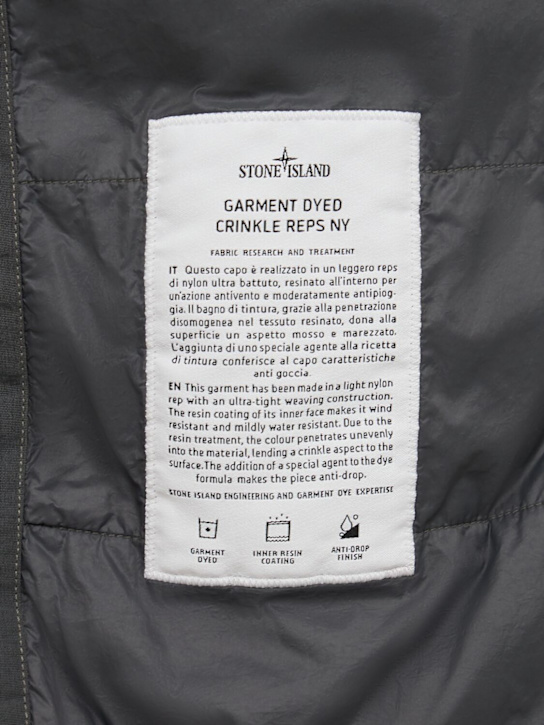 STONE ISLAND
GARMENT DYED
CRINKLE REPS NY
FABRIC RESEARCH AND TREATMENT
IT Questo capo è realizzato in un leggero reps
di nylon ultra battuto, resinato all'interno per
un'azione antivento e moderatamente antipiog-
gia. Il bagno di tintura, grazie alla penetrazione
disomogenea nel tessuto resinato, dona alla
superficie un aspetto mosso e marezzato.
L'aggiunta di uno speciale agente alla ricetta
di tintura conferisce al capo caratteristiche
anti goccia.
EN This garment has been made in a light nylon
rep with an ultra-tight weaving construction.
The resin coating of its inner face makes it wind
resistant and mildly water resistant. Due to the
resin treatment, the colour penetrates unevenly
into the material, lending a crinkle aspect to the
surface. The addition of a special agent to the dye
formula makes the piece anti-drop.
STONE ISLAND ENGINEERING AND GARMENT DYE EXPERTISE
GARMENT
DYED
INNER RESIN
COATING
ANTI-DROP
FINISH